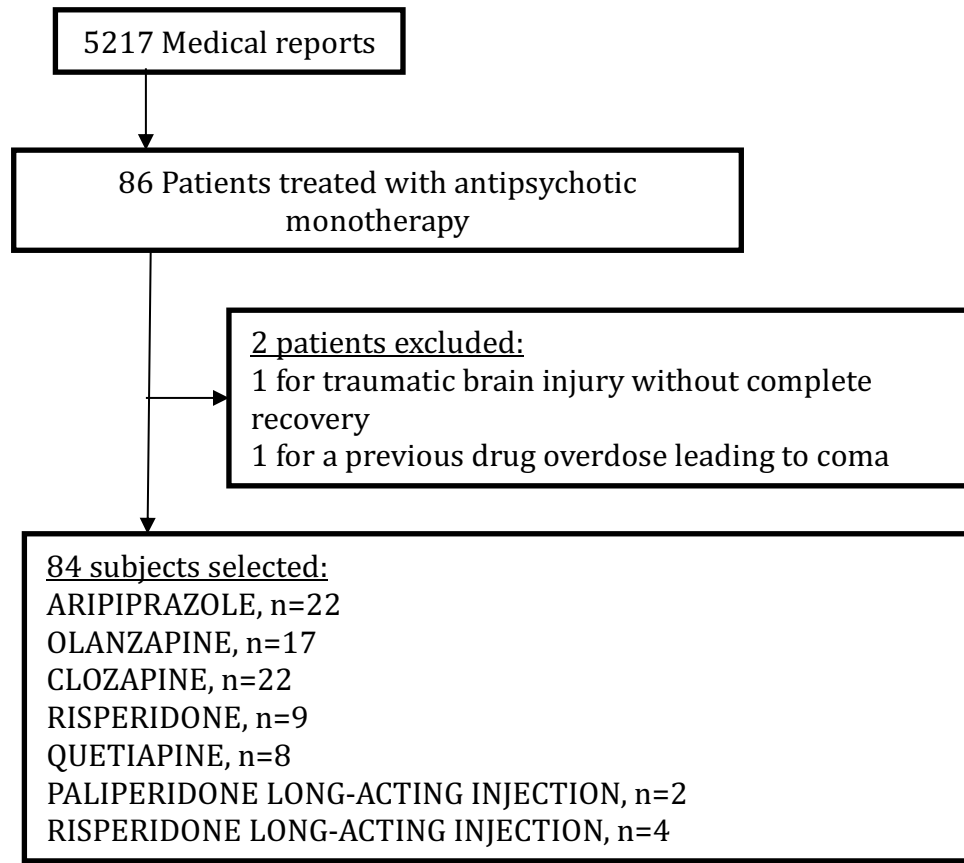 5217 Medical reports
86 Patients treated with antipsychotic
monotherapy
2 patients excluded:
1 for traumatic brain injury without complete
recovery
1 for a previous drug overdose leading to coma
84 subjects selected:
ARIPIPRAZOLE, n=22
OLANZAPINE, n=17
CLOZAPINE, n=22
RISPERIDONE, n=9
QUETIAPINE, n=8
PALIPERIDONE LONG-ACTING INJECTION, n=2
RISPERIDONE LONG-ACTING INJECTION, n=4